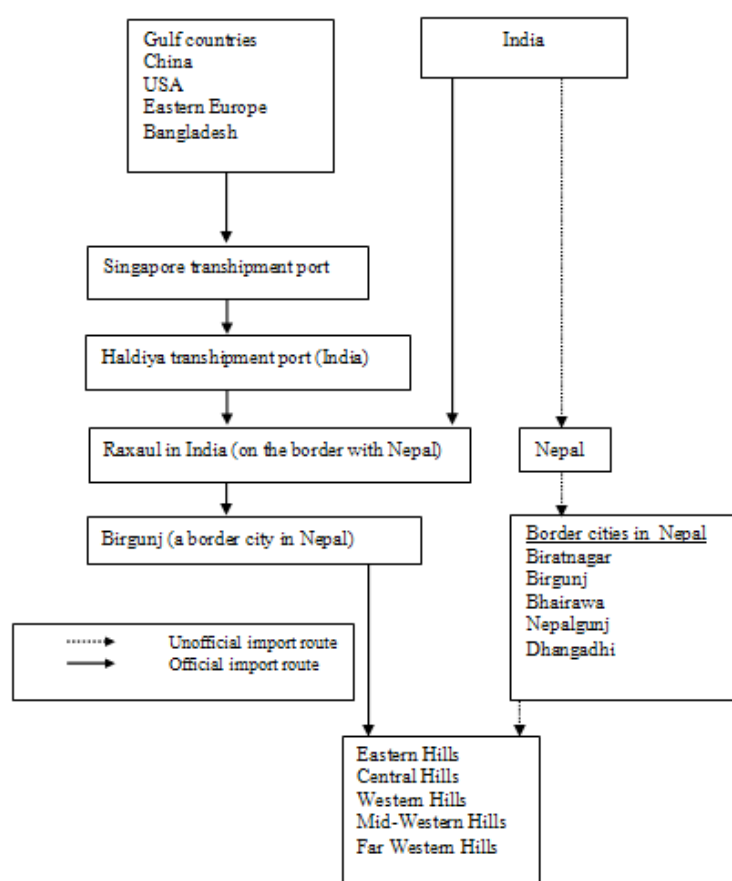 Gulf countries
China
USA
Eastern Europe
Bangladesh
India
Singapore transhipment port
Haldiya transhipment port (India)
Raxaul in India (on the border with Nepal)
Nepal
Birgunj (a border city in Nepal)
Border cities in Nepal
Biratnagar
Birgunj
Bhairawa
Nepalgunj
Dhangadhi
Unofficial import route
Official import route
Eastern Hills
Central Hills
Western Hills
Mid-Western Hills
Far Western Hills